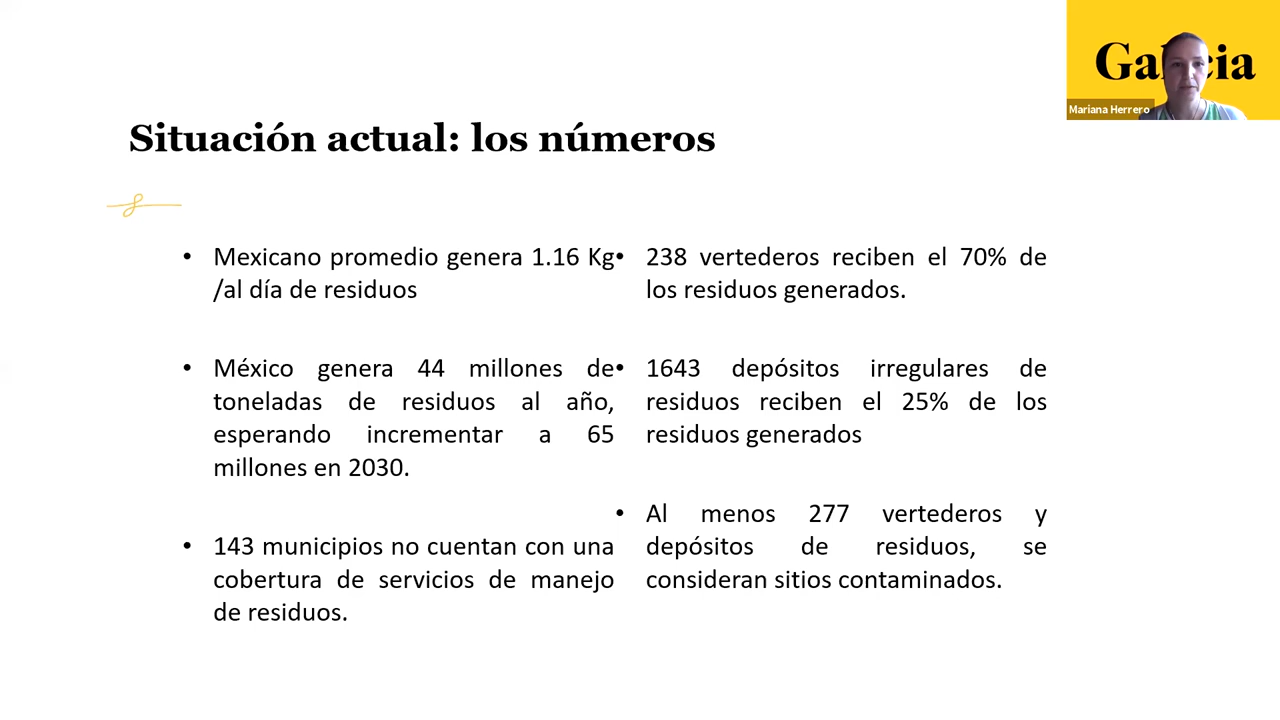 Galicia
Mariana Herrero
Situación actual: los números
• Mexicano promedio genera 1.16 Kg
/al día de residuos
• México genera 44 millones de
toneladas de residuos al año,
esperando incrementar a 65
millones en 2030.
• 143 municipios no cuentan con una
cobertura de servicios de manejo
de residuos.
• 238 vertederos reciben el 70% de
los residuos generados.
• 1643 depósitos irregulares de
residuos reciben el 25% de los
residuos generados
• Al menos 277 vertederos y
depósitos de residuos, se
consideran sitios contaminados.